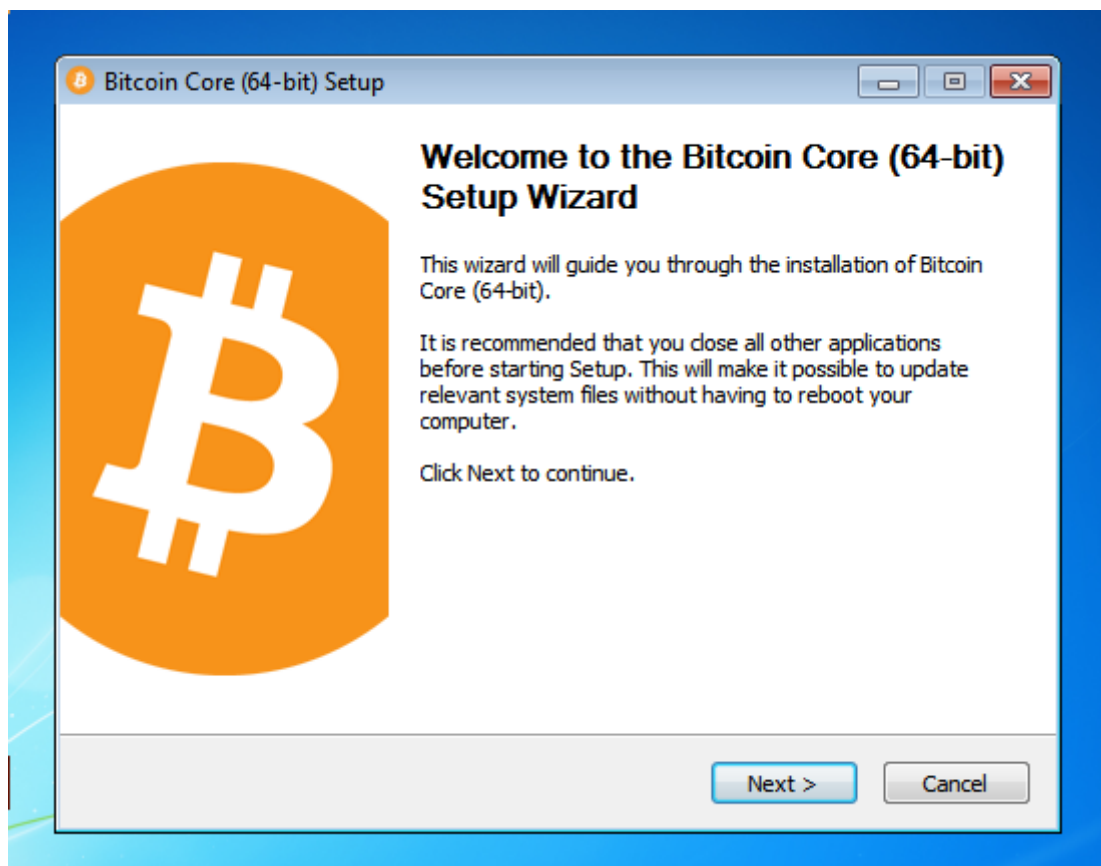 Bitcoin Core (64-bit) Setup
Welcome to the Bitcoin Core (64-bit)
Setup Wizard
This wizard will guide you through the installation of Bitcoin
Core (64-bit).
It is recommended that you close all other applications
before starting Setup. This will make it possible to update
relevant system files without having to reboot your
computer.
Click Next to continue.
Next >
Cancel